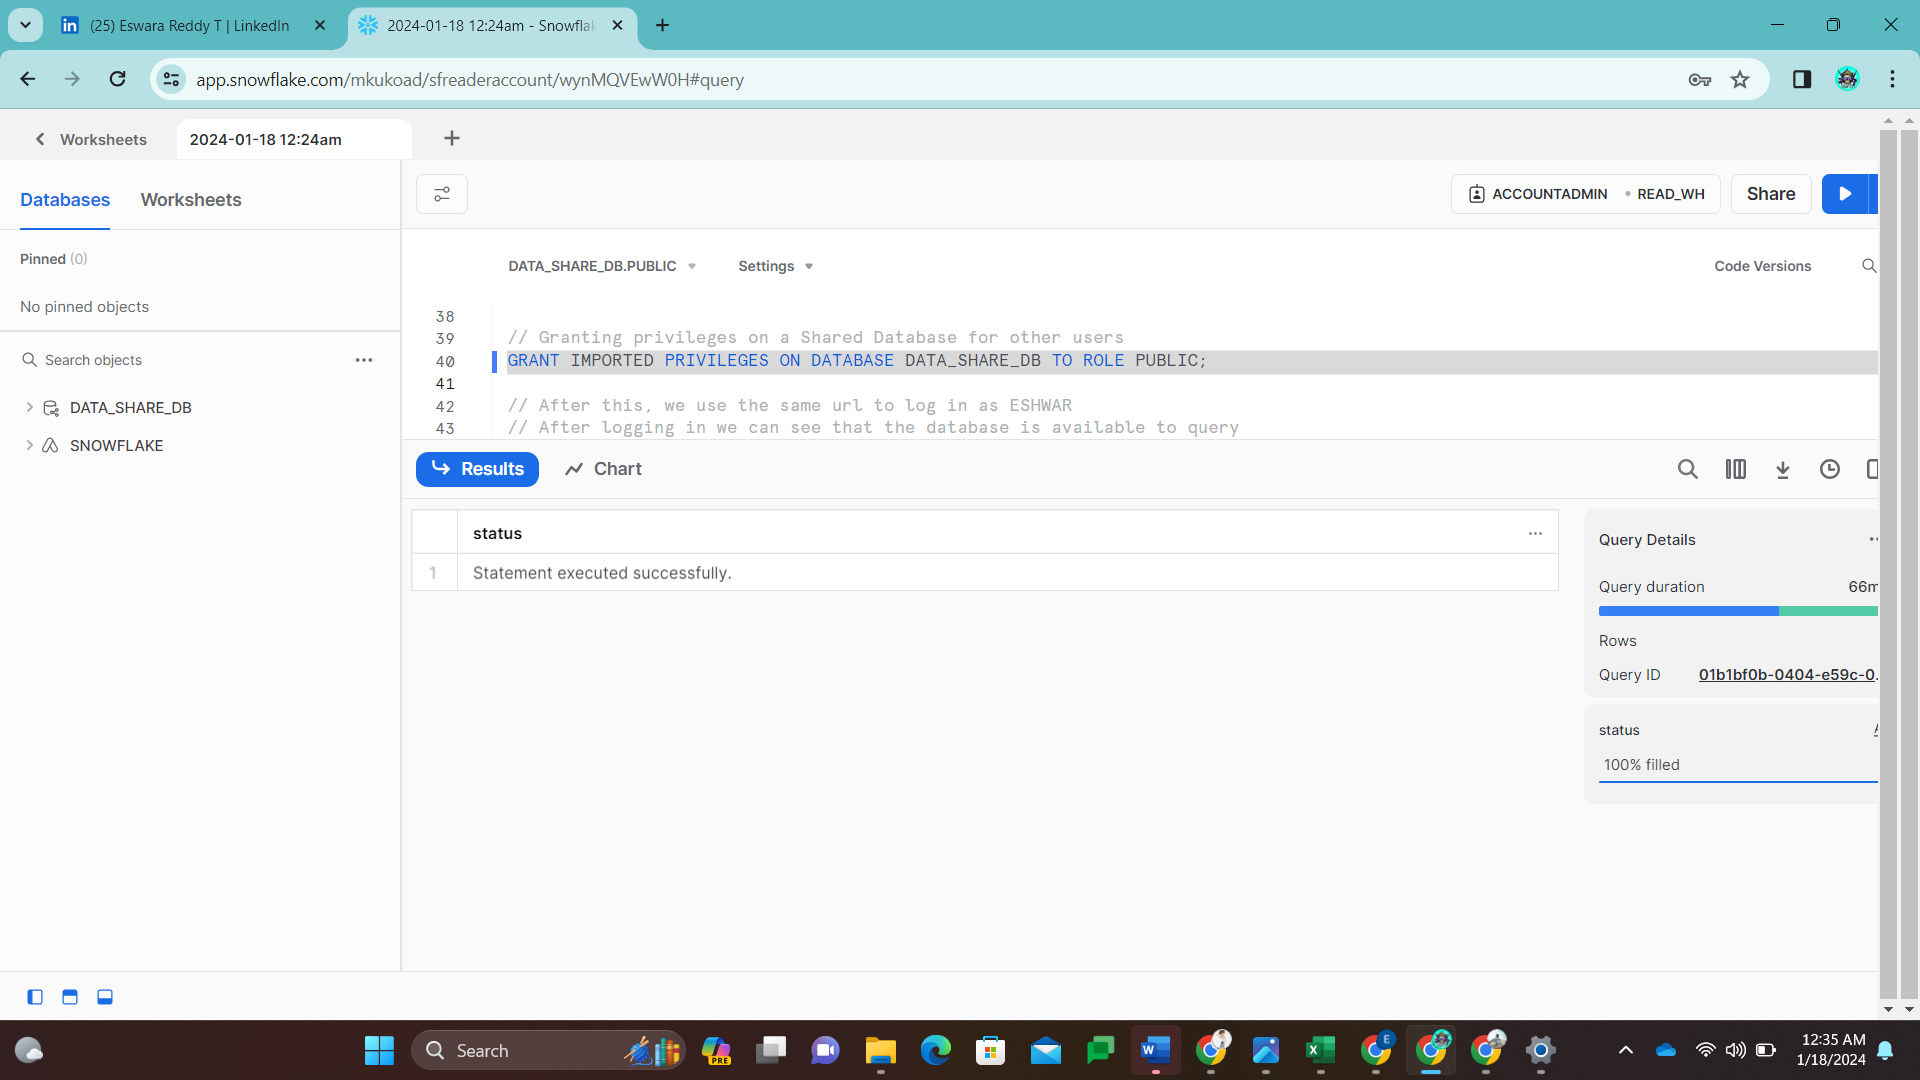 (25) Eswara Reddy T | LinkedIn
2024-01-18 12:24am - Snowflak
app.snowflake.com/mkukoad/sfreaderaccount/wynMQVEwW0H#query
Worksheets
2024-01-18 12:24am
Databases
Worksheets
ACCOUNTADMIN
READ_WH
Share
Pinned (0)
No pinned objects
Search objects
DATA_SHARE_DB
SNOWFLAKE
DATA_SHARE_DB.PUBLIC
Settings
Code Versions
38
39 // Granting privileges on a Shared Database for other users
40 GRANT IMPORTED PRIVILEGES ON DATABASE DATA_SHARE_DB TO ROLE PUBLIC;
41
42 // After this, we use the same url to log in as ESHWAR
43 // After logging in we can see that the database is available to query
Results
Chart
status
1 Statement executed successfully.
Query Details
Query duration 66m
Rows
Query ID 01b1bf0b-0404-e59c-0.
status
100% filled
Search
PRE
E
12:35 AM
1/18/2024